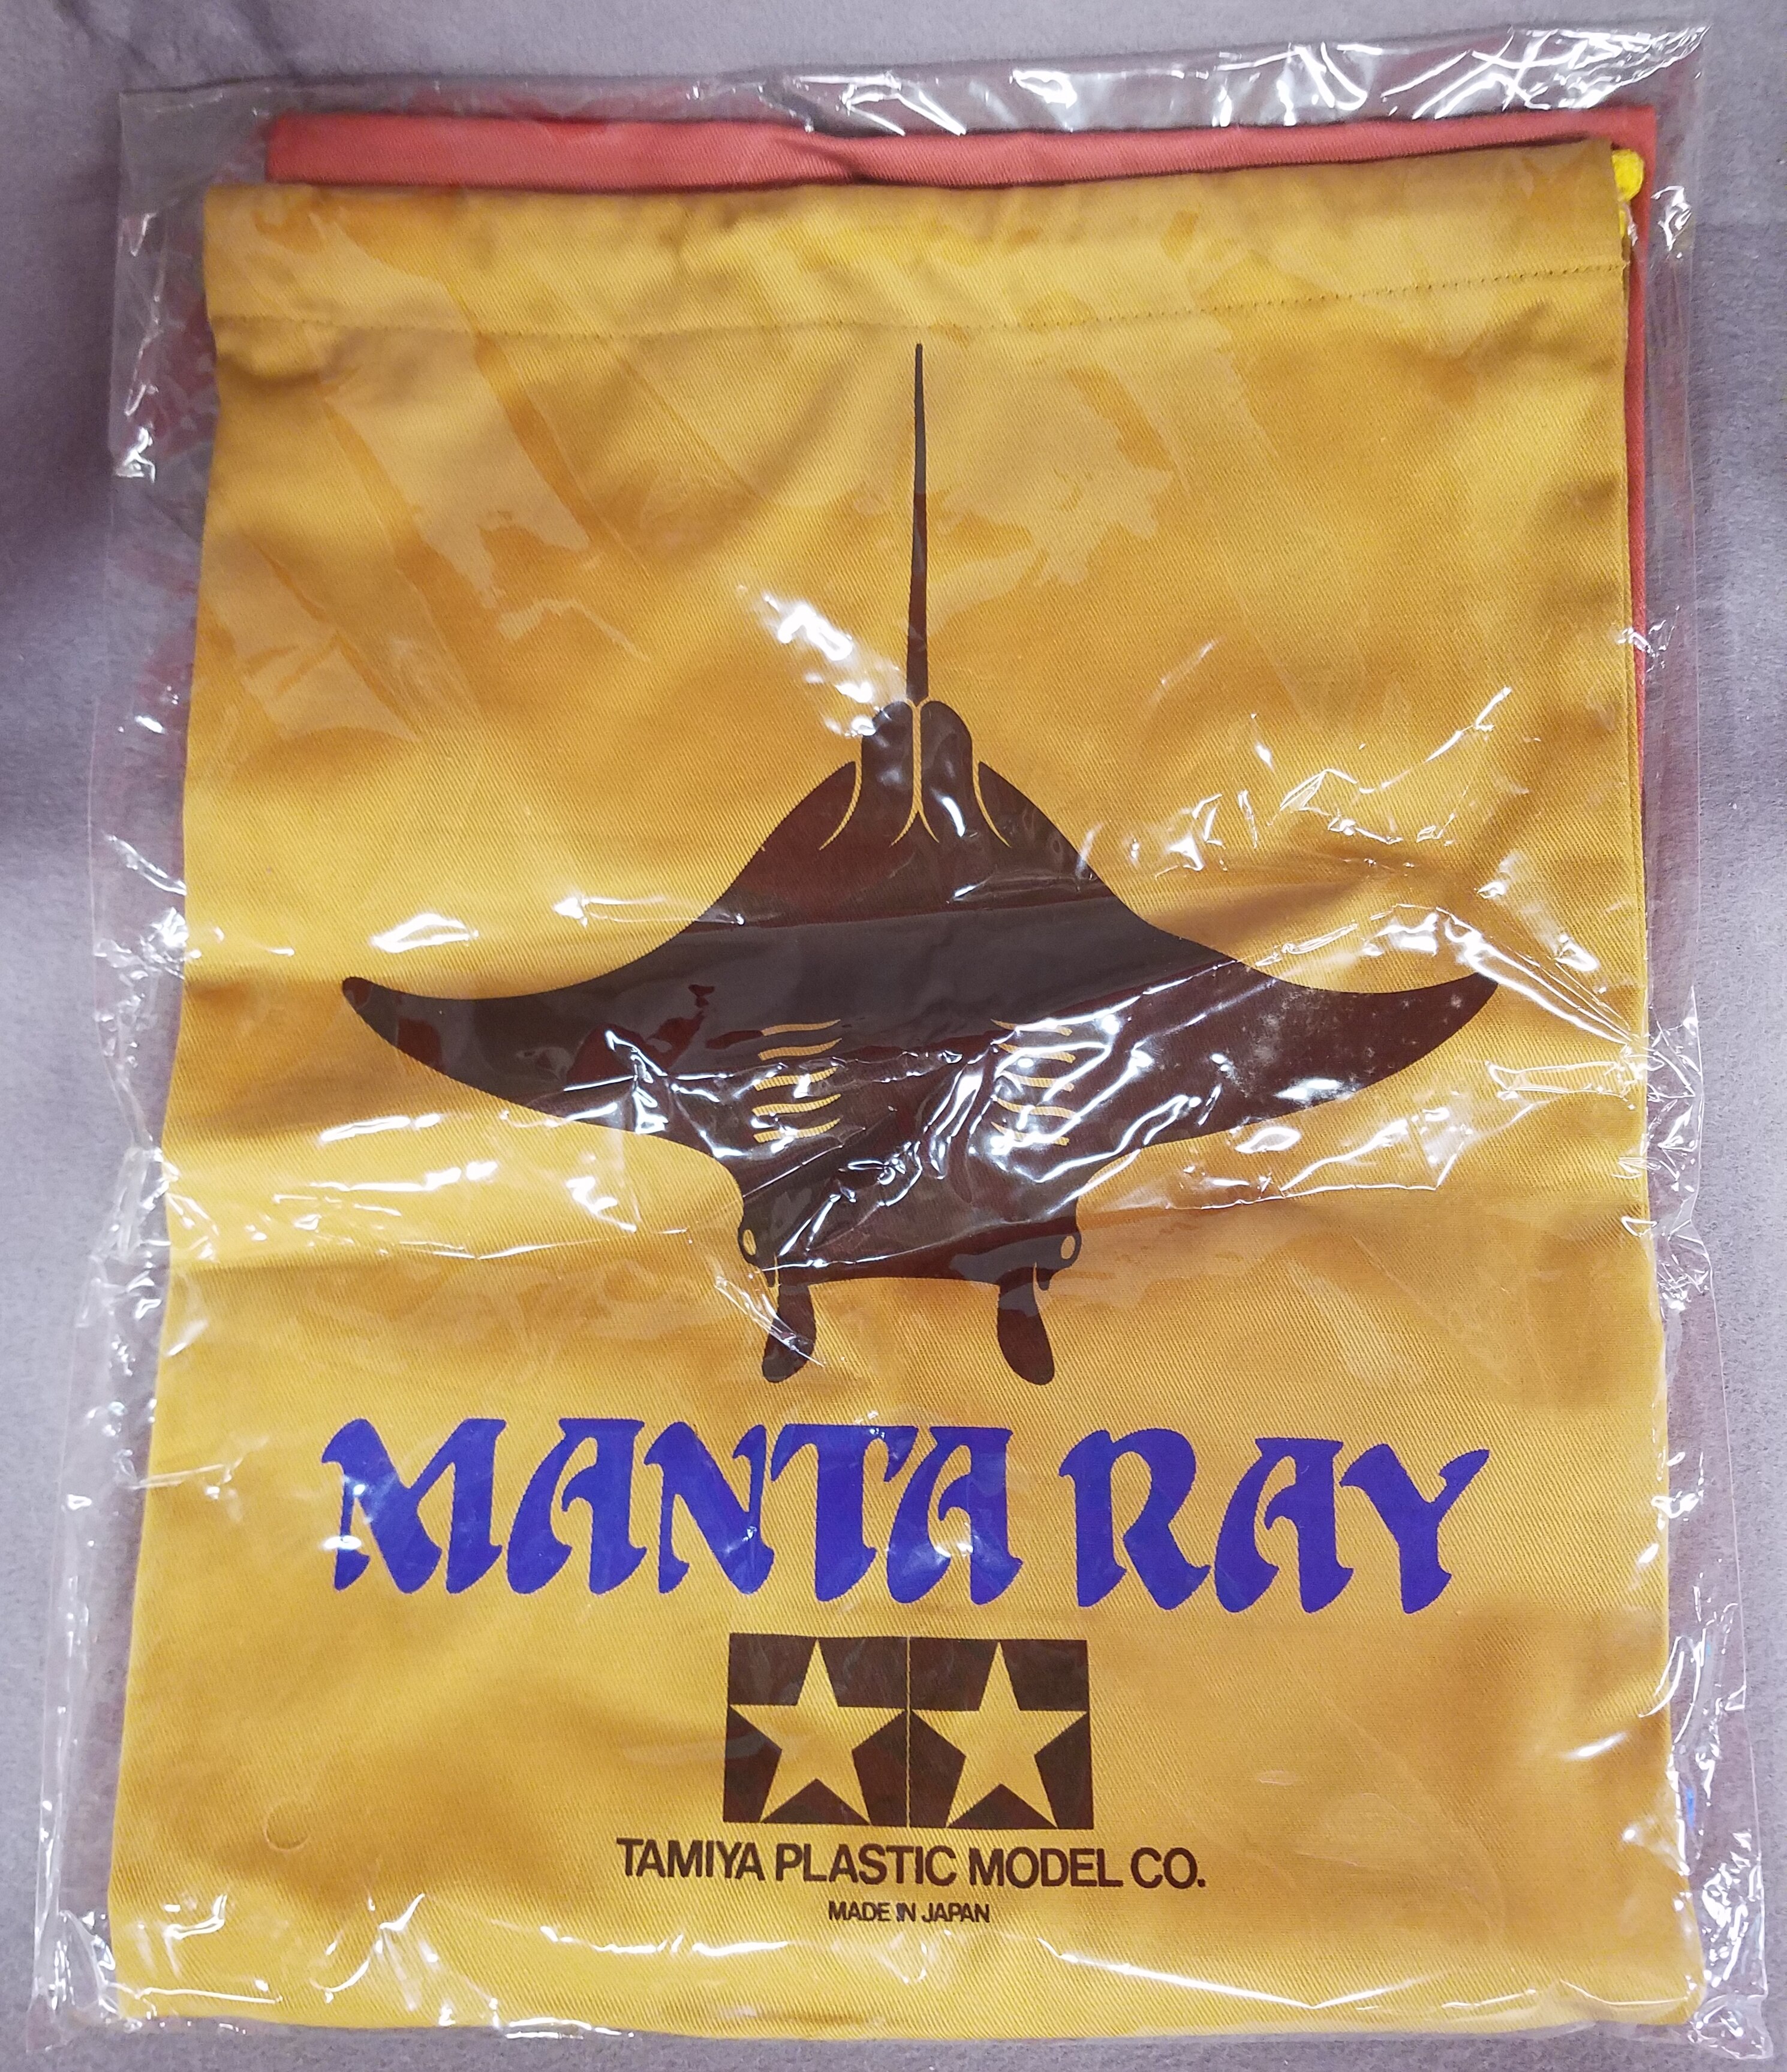 MANTA RAY
TAMIYA PLASTIC MODEL CO.
MADE IN JAPAN